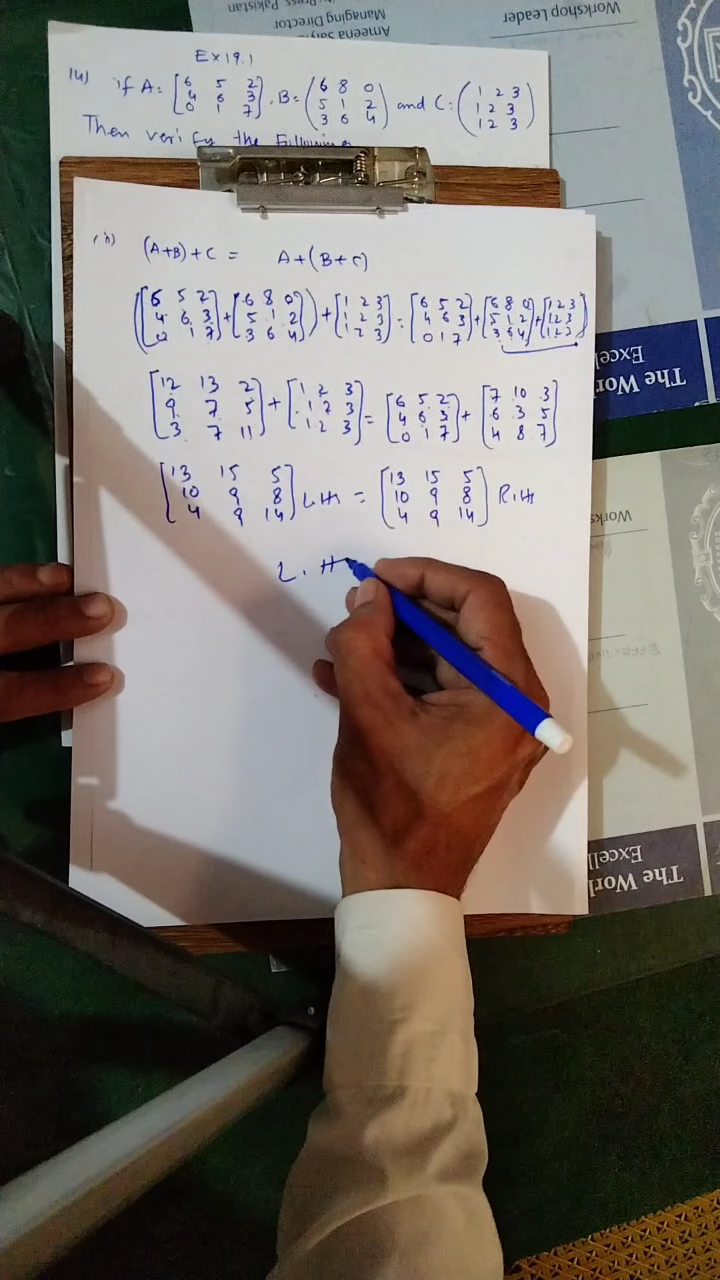 Workshop Leader
Managing Director
Pakistan
Ex 19.1
if A = [6 5 2 / 4 6 3 / 0 1 7], B = (6 8 0 / 5 1 2 / 3 6 4) and C = (1 2 3 / 1 2 3 / 1 2 3)
Then verify the following
(A+B)+C = A+(B+C)
([6 5 2 / 4 6 3 / 0 1 7] + [6 8 0 / 5 1 2 / 3 6 4]) + [1 2 3 / 1 2 3 / 1 2 3] = [6 5 2 / 4 6 3 / 0 1 7] + [6 8 0 / 5 1 2 / 3 6 4] + [1 2 3 / 1 2 3 / 1 2 3]
[12 13 2 / 9 7 5 / 3 7 11] + [1 2 3 / 1 2 3 / 1 2 3] = [6 5 2 / 4 6 3 / 0 1 7] + [7 10 3 / 6 3 5 / 4 8 7]
[13 15 5 / 10 9 8 / 4 9 14] L.H = [13 15 5 / 10 9 8 / 4 9 14] R.H
L. H
The Wor
Excel
Works
The Worl
Excell